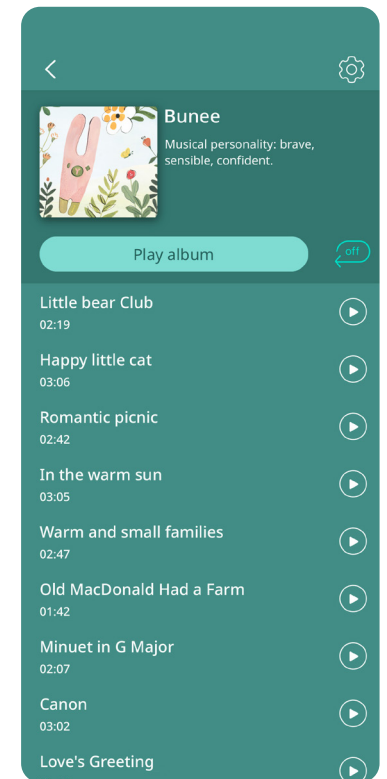 Bunee
Musical personality: brave,
sensible, confident.
Play album
off
Little bear Club
02:19
Happy little cat
03:06
Romantic picnic
02:42
In the warm sun
03:05
Warm and small families
02:47
Old MacDonald Had a Farm
01:42
Minuet in G Major
02:07
Canon
03:02
Love's Greeting